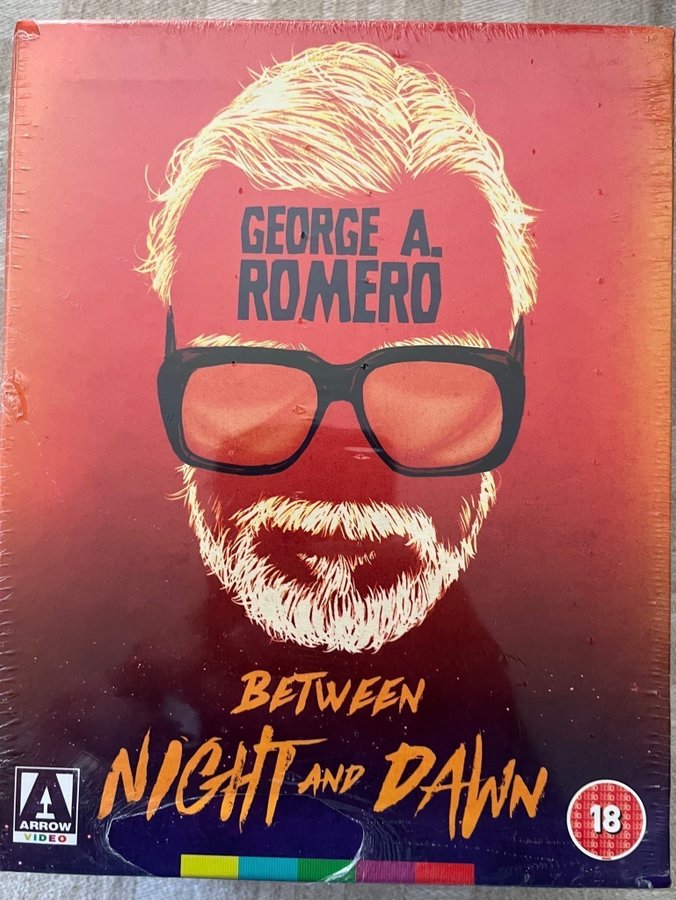 GEORGE A.
ROMERO
BETWEEN
NIGHT AND DAWN
ARROW
VIDEO
18